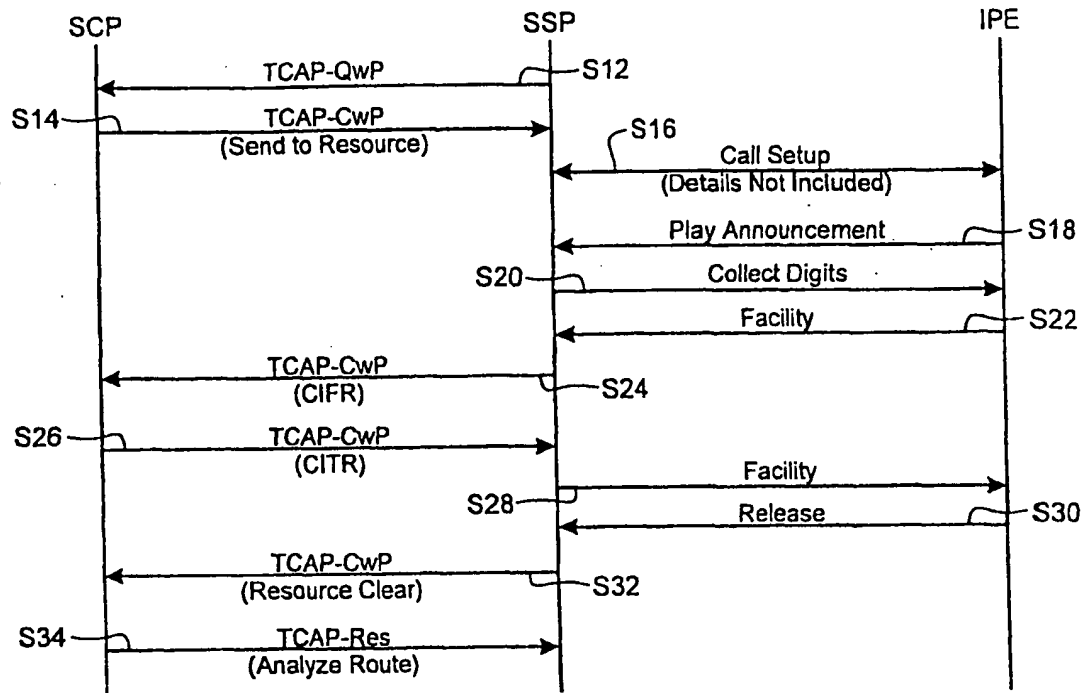 SCP
SSP
IPE
TCAP-QwP
S12
S14
TCAP-CwP
(Send to Resource)
S16
Call Setup
(Details Not Included)
Play Announcement
S18
S20
Collect Digits
Facility
S22
TCAP-CwP
(CIFR)
S24
S26
TCAP-CwP
(CITR)
Facility
S28
Release
S30
TCAP-CwP
(Resource Clear)
S32
S34
TCAP-Res
(Analyze Route)